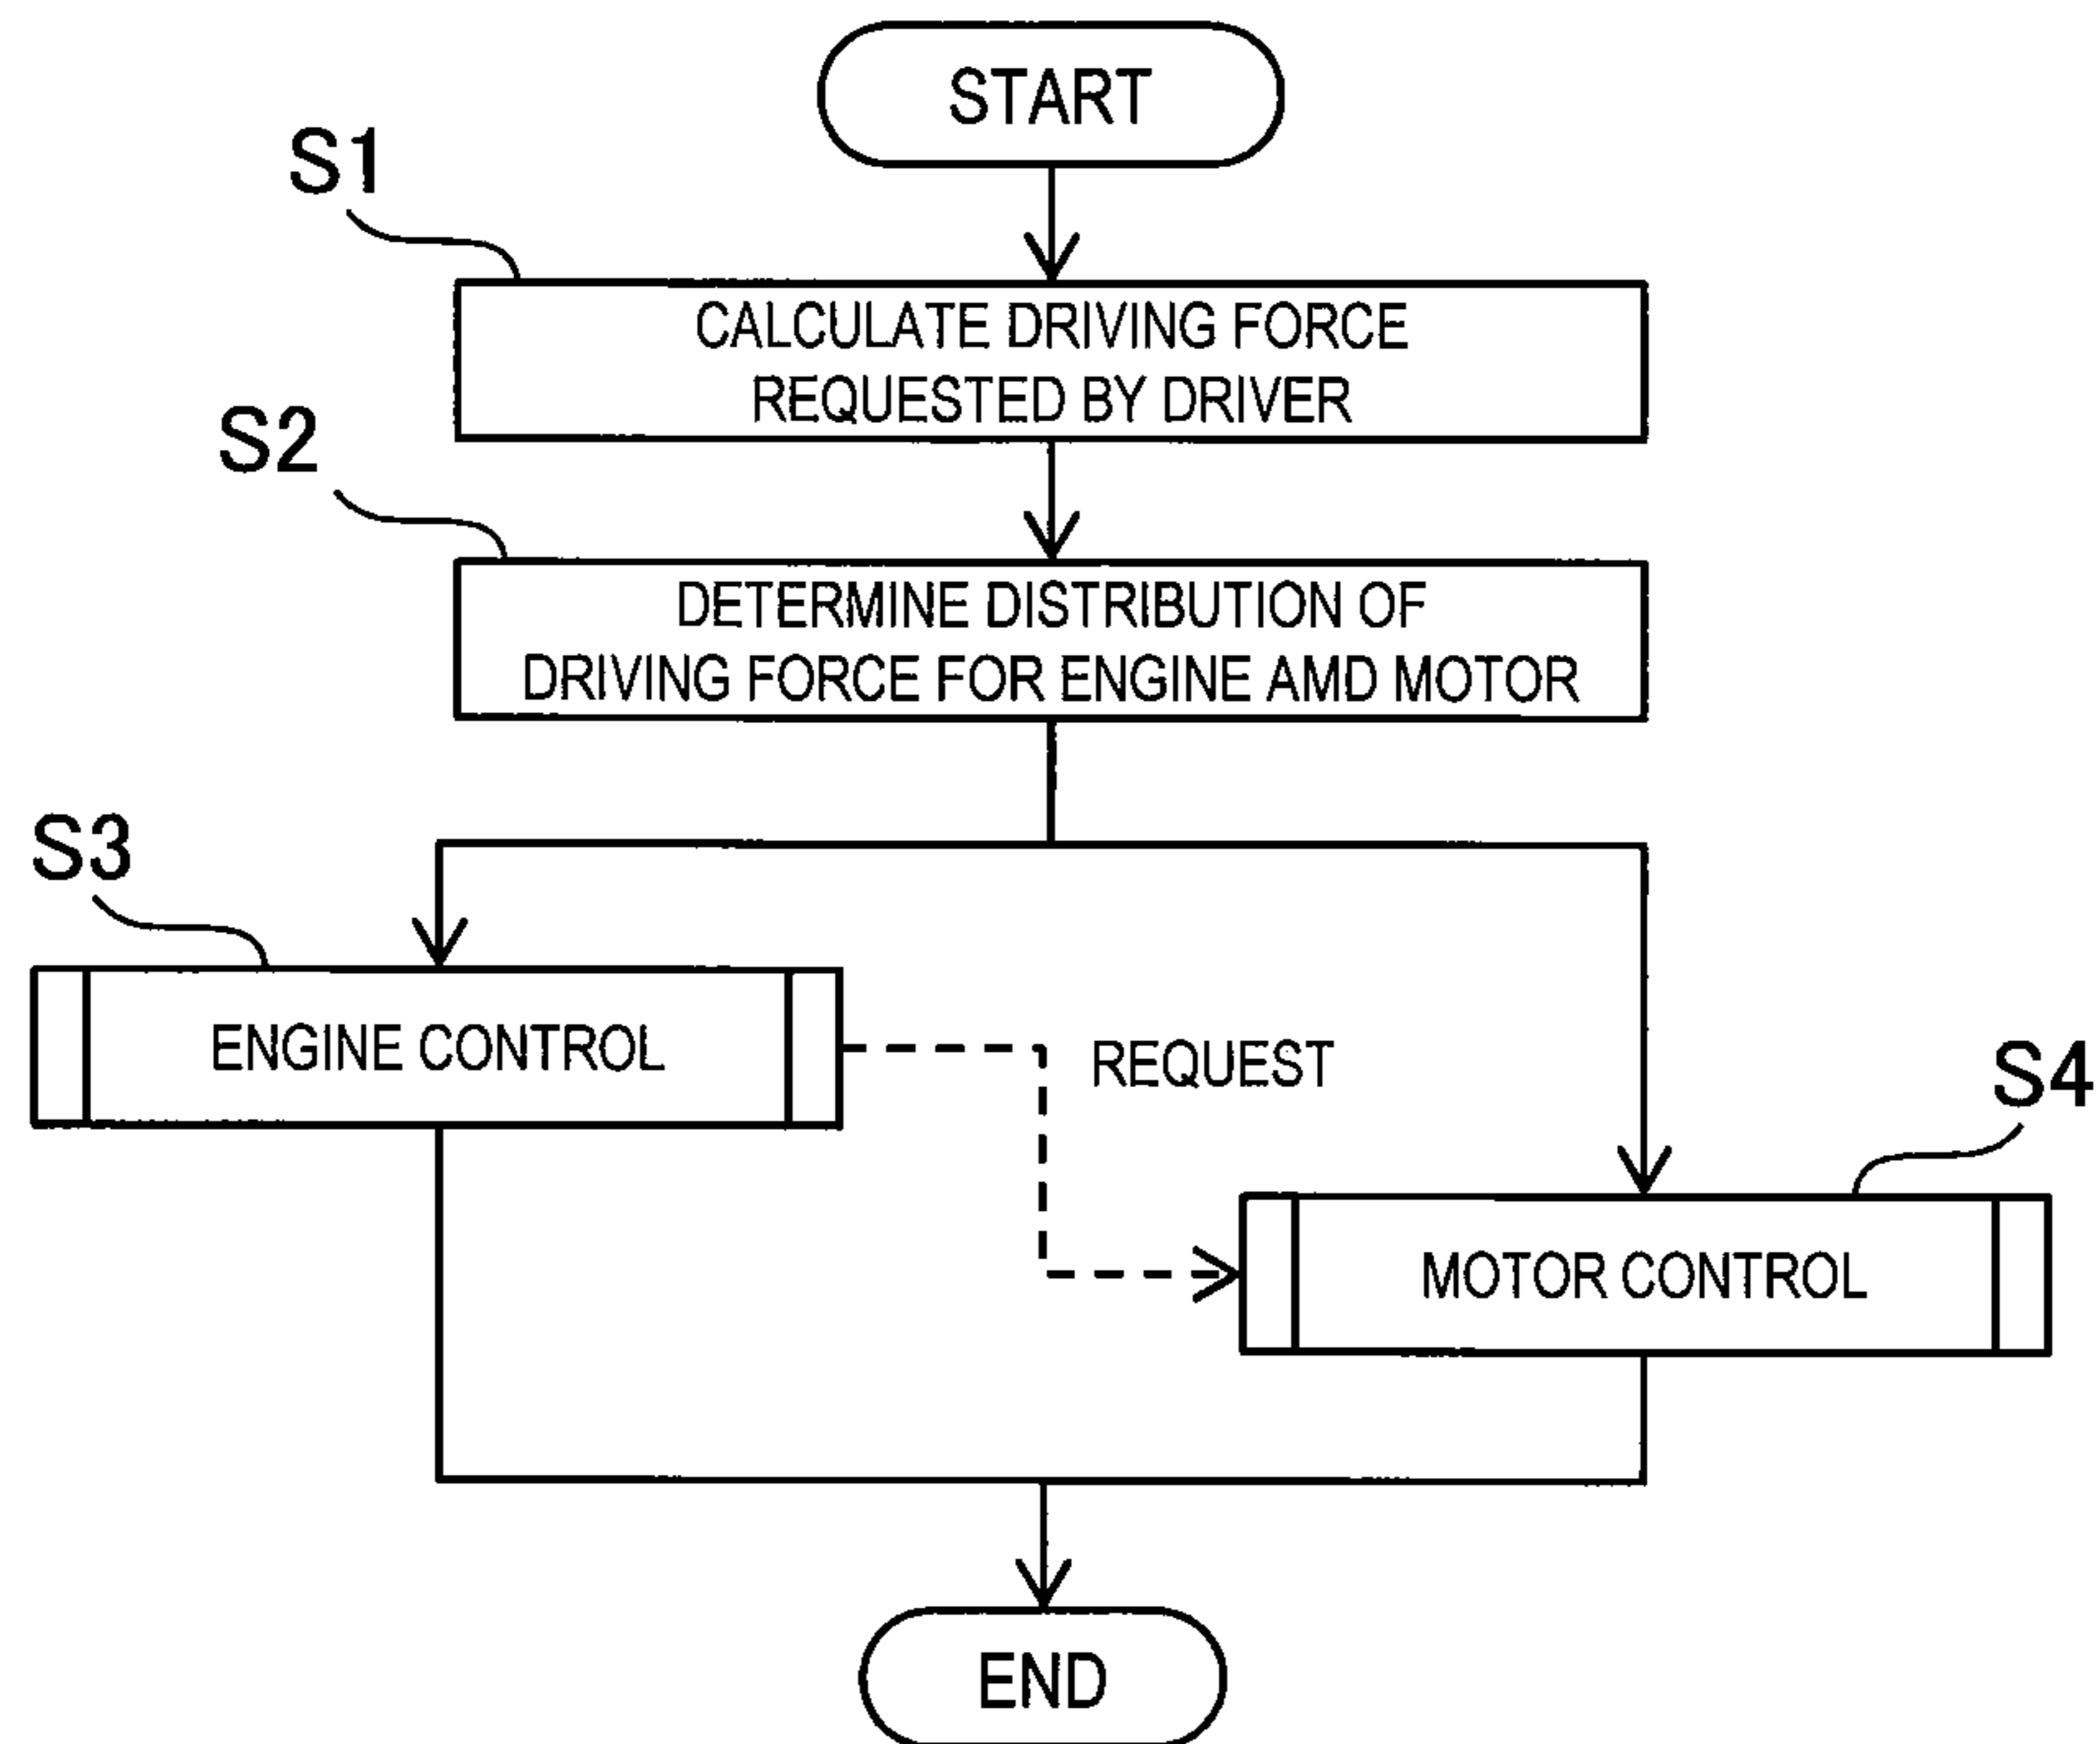 START
S1
CALCULATE DRIVING FORCE
REQUESTED BY DRIVER
S2
DETERMINE DISTRIBUTION OF
DRIVING FORCE FOR ENGINE AMD MOTOR
S3
ENGINE CONTROL
REQUEST
S4
MOTOR CONTROL
END